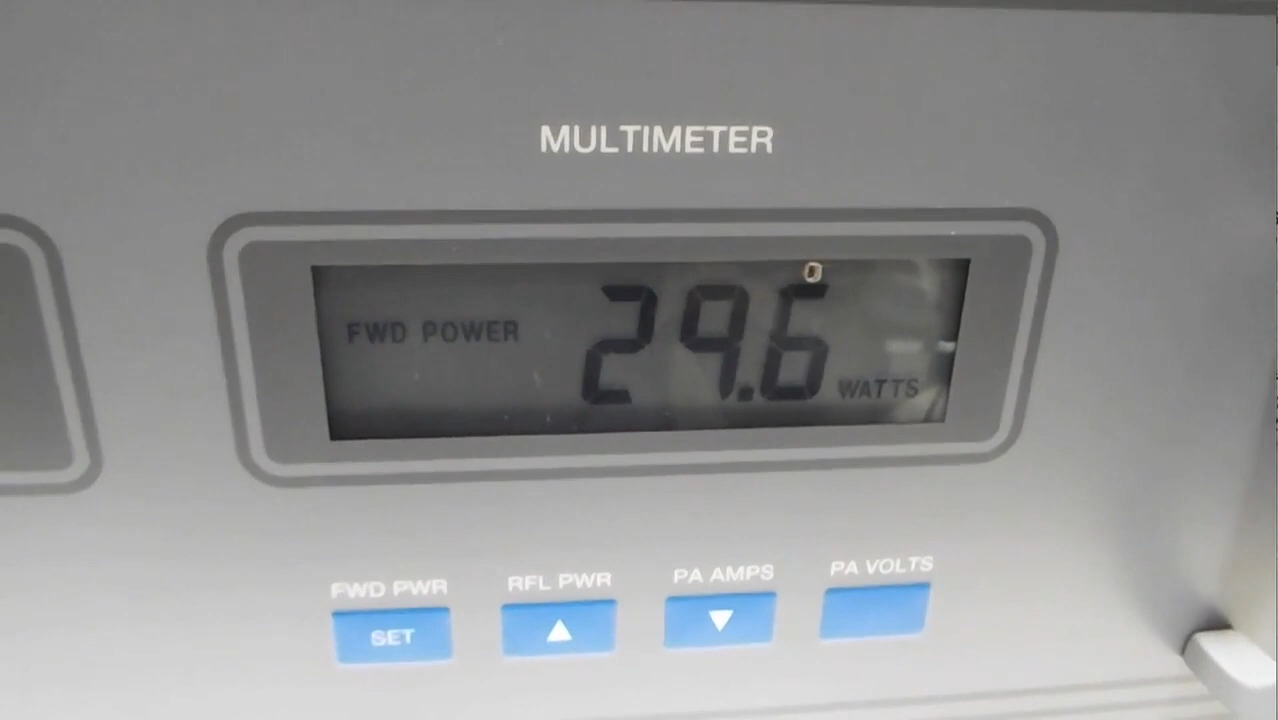 MULTIMETER
FWD POWER 29.6 WATTS
FWD PWR RFL PWR PA AMPS PA VOLTS
SET